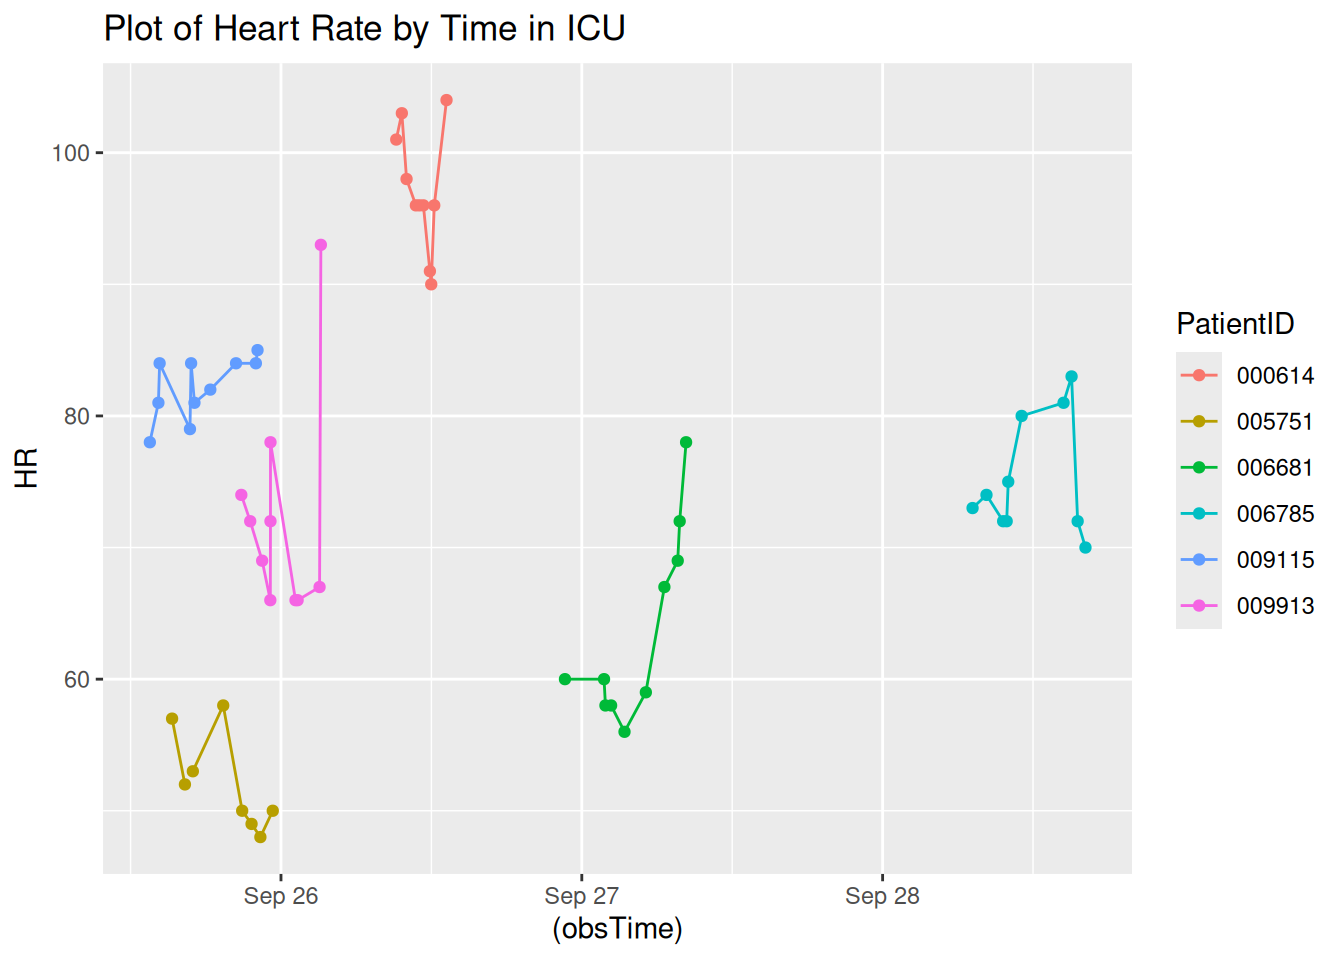 Plot of Heart Rate by Time in ICU
100
80
60
HR
Sep 26
Sep 27
Sep 28
(obsTime)
PatientID
000614
005751
006681
006785
009115
009913